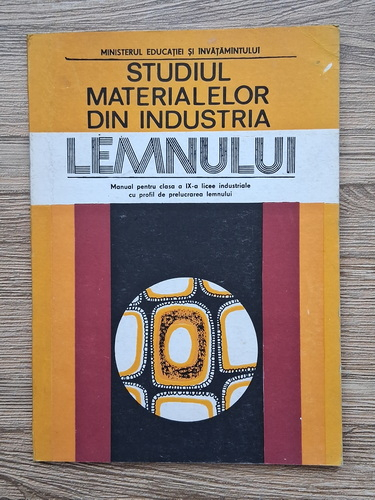 MINISTERUL EDUCAȚIEI ȘI INVĂȚĂMÎNTULUI
STUDIUL
MATERIALELOR
DIN INDUSTRIA
LEMNULUI
Manual pentru clasa a IX-a licee industriale
cu profil de prelucrarea lemnului